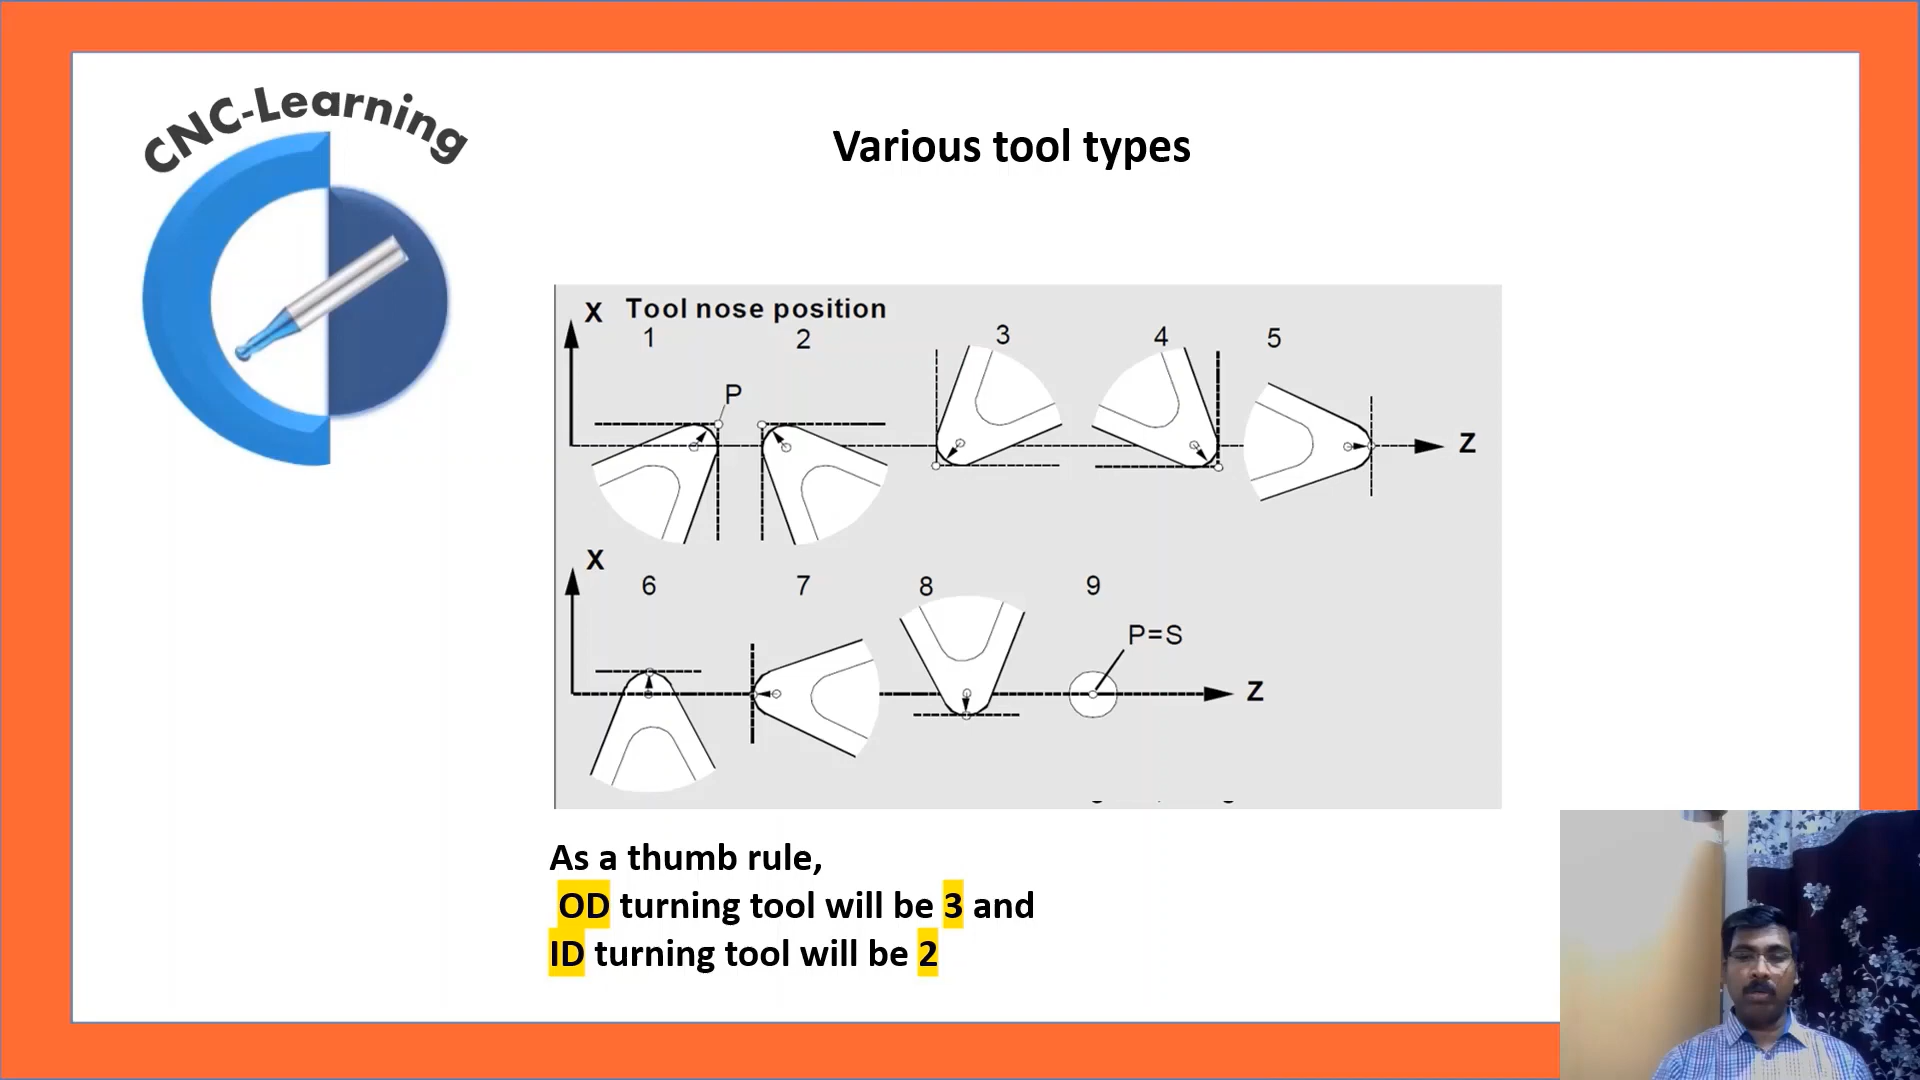 CNC-Learning
Various tool types
X Tool nose position
1 2 3 4 5
P
Z
X
6 7 8 9
P=S
Z
As a thumb rule,
OD turning tool will be 3 and
ID turning tool will be 2